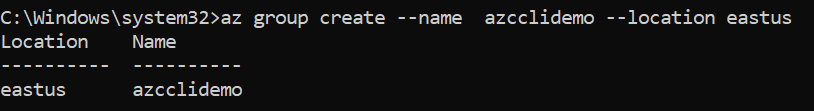 C:\Windows\system32>az group create --name  azcclidemo --location eastus
Location    Name
----------  ----------
eastus      azcclidemo